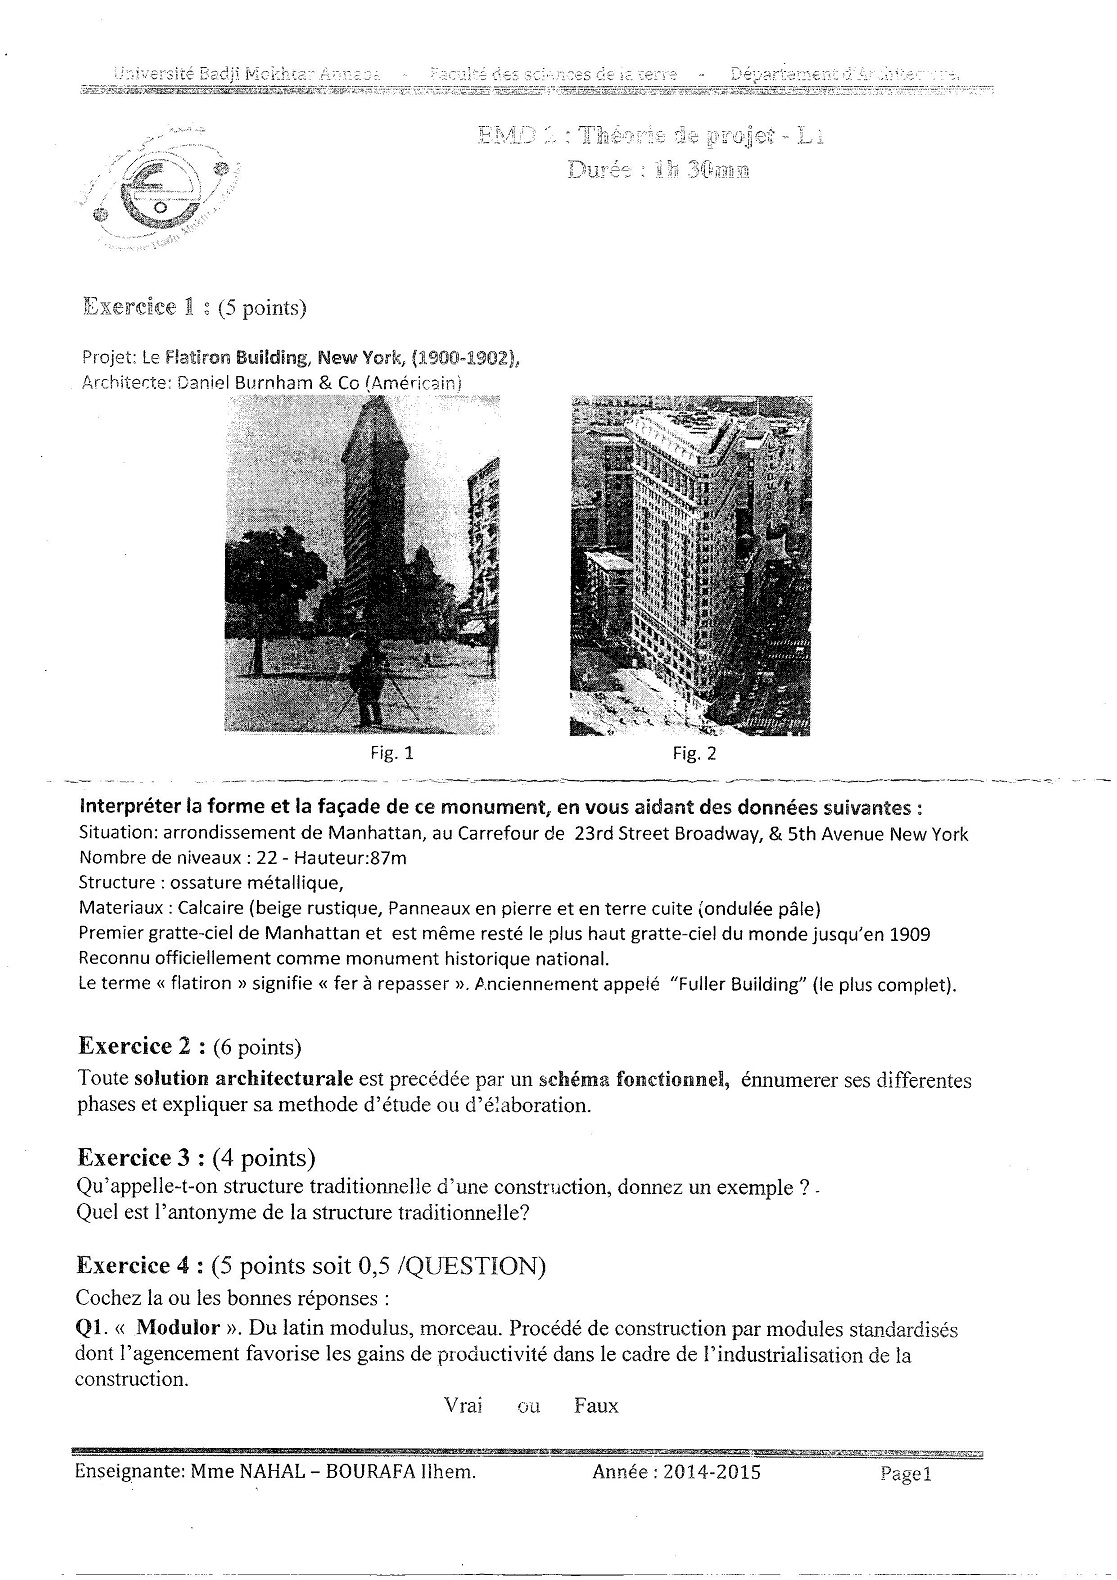 Université Badji Mokhtar Annaba - Faculté des sciences de la terre - Département d'Architecture.
EMD 2 : Théorie de projet - L1
Durée : 1h 30mn
Exercice 1 : (5 points)
Projet: Le Flatiron Building, New York, (1900-1902),
Architecte: Daniel Burnham & Co (Américain)
Fig. 1
Fig. 2
Interpréter la forme et la façade de ce monument, en vous aidant des données suivantes :
Situation: arrondissement de Manhattan, au Carrefour de 23rd Street Broadway, & 5th Avenue New York
Nombre de niveaux : 22 - Hauteur:87m
Structure : ossature métallique,
Materiaux : Calcaire (beige rustique, Panneaux en pierre et en terre cuite (ondulée pâle)
Premier gratte-ciel de Manhattan et est même resté le plus haut gratte-ciel du monde jusqu'en 1909
Reconnu officiellement comme monument historique national.
Le terme « flatiron » signifie « fer à repasser ». Anciennement appelé "Fuller Building" (le plus complet).
Exercice 2 : (6 points)
Toute solution architecturale est precédée par un schéma fonctionnel, énnumerer ses differentes
phases et expliquer sa methode d'étude ou d'élaboration.
Exercice 3 : (4 points)
Qu'appelle-t-on structure traditionnelle d'une construction, donnez un exemple ? -
Quel est l'antonyme de la structure traditionnelle?
Exercice 4 : (5 points soit 0,5 /QUESTION)
Cochez la ou les bonnes réponses :
Q1. « Modulor ». Du latin modulus, morceau. Procédé de construction par modules standardisés
dont l'agencement favorise les gains de productivité dans le cadre de l'industrialisation de la
construction.
Vrai ou Faux
Enseignante: Mme NAHAL – BOURAFA Ilhem. Année : 2014-2015 Page1